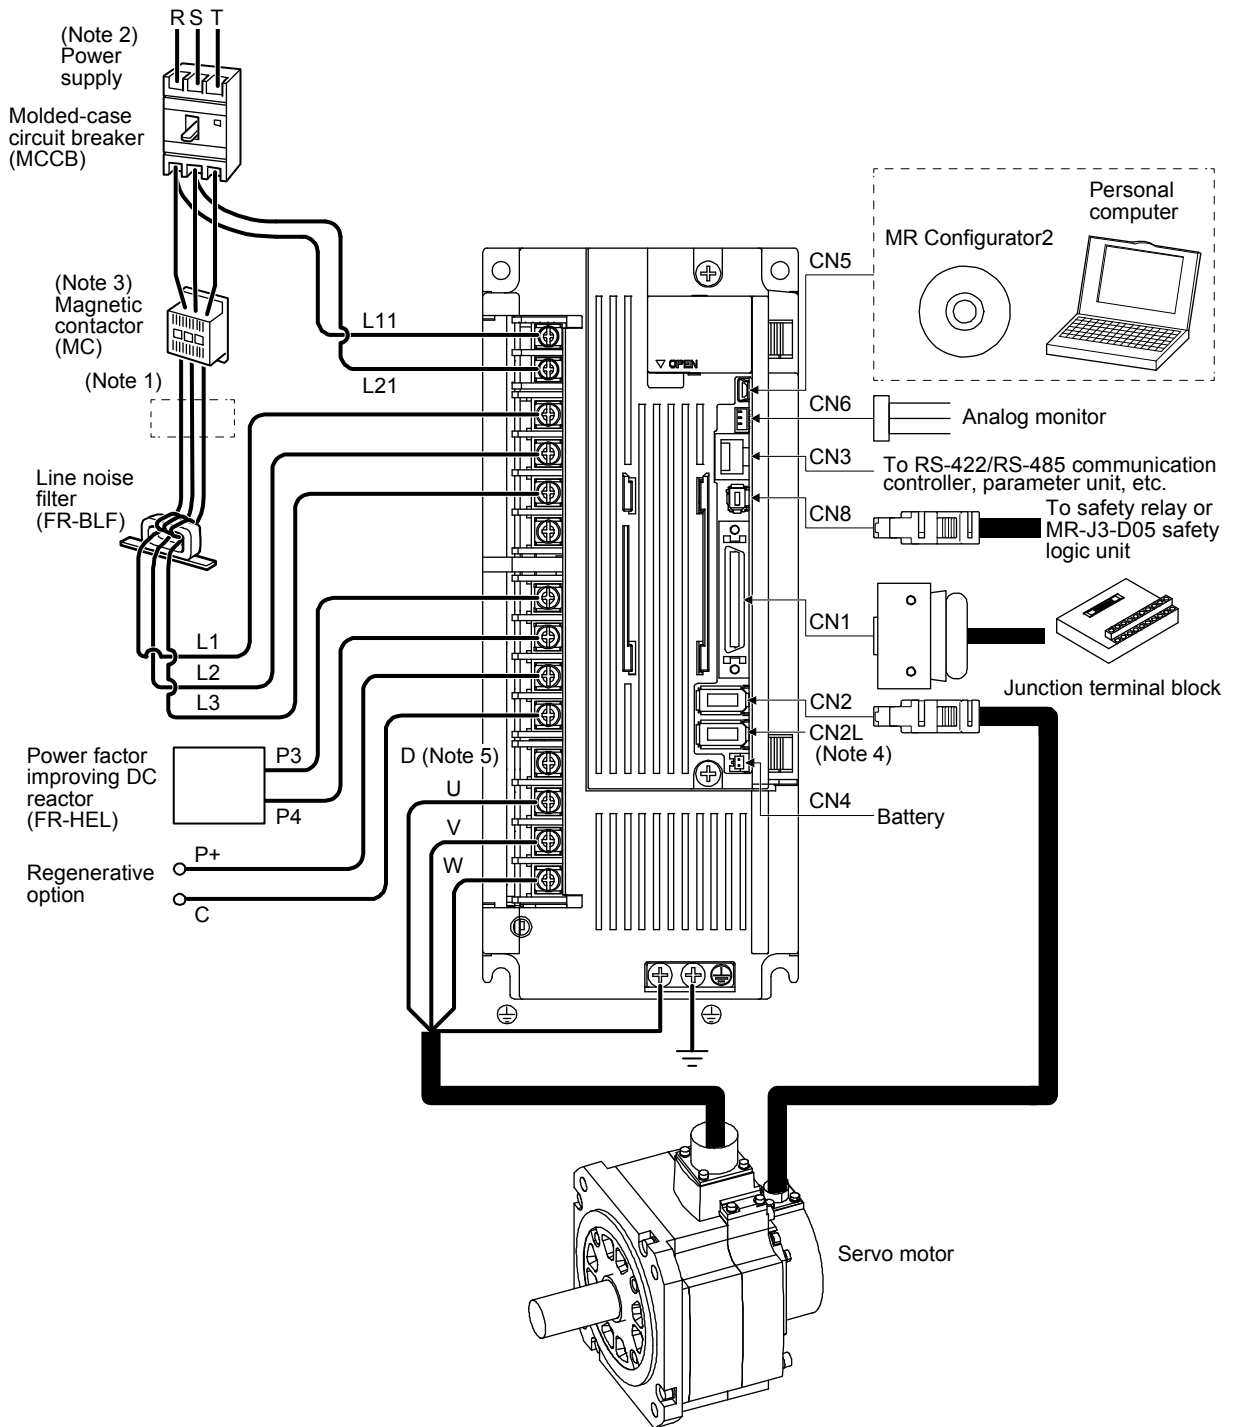 R S T
(Note 2)
Power
supply
Molded-case
circuit breaker
(MCCB)
(Note 3)
Magnetic
contactor
(MC)
(Note 1)
Line noise
filter
(FR-BLF)
L11
L21
L1
L2
L3
Power factor
improving DC
reactor
(FR-HEL)
P3
P4
Regenerative
option
P+
C
D (Note 5)
U
V
W
▽ OPEN
CN5
MR Configurator2
Personal
computer
CN6
Analog monitor
CN3
To RS-422/RS-485 communication
controller, parameter unit, etc.
CN8
To safety relay or
MR-J3-D05 safety
logic unit
CN1
Junction terminal block
CN2
CN2L
(Note 4)
CN4
Battery
Servo motor